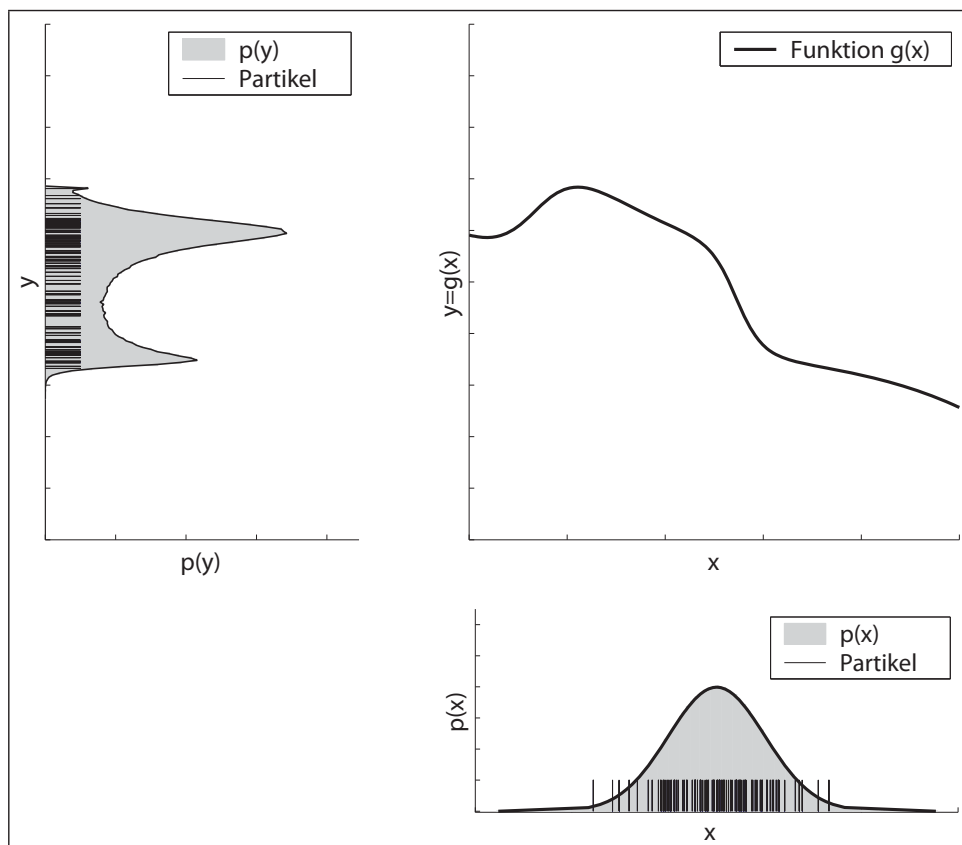 p(y)
Partikel
y
p(y)
Funktion g(x)
y=g(x)
x
p(x)
Partikel
p(x)
x